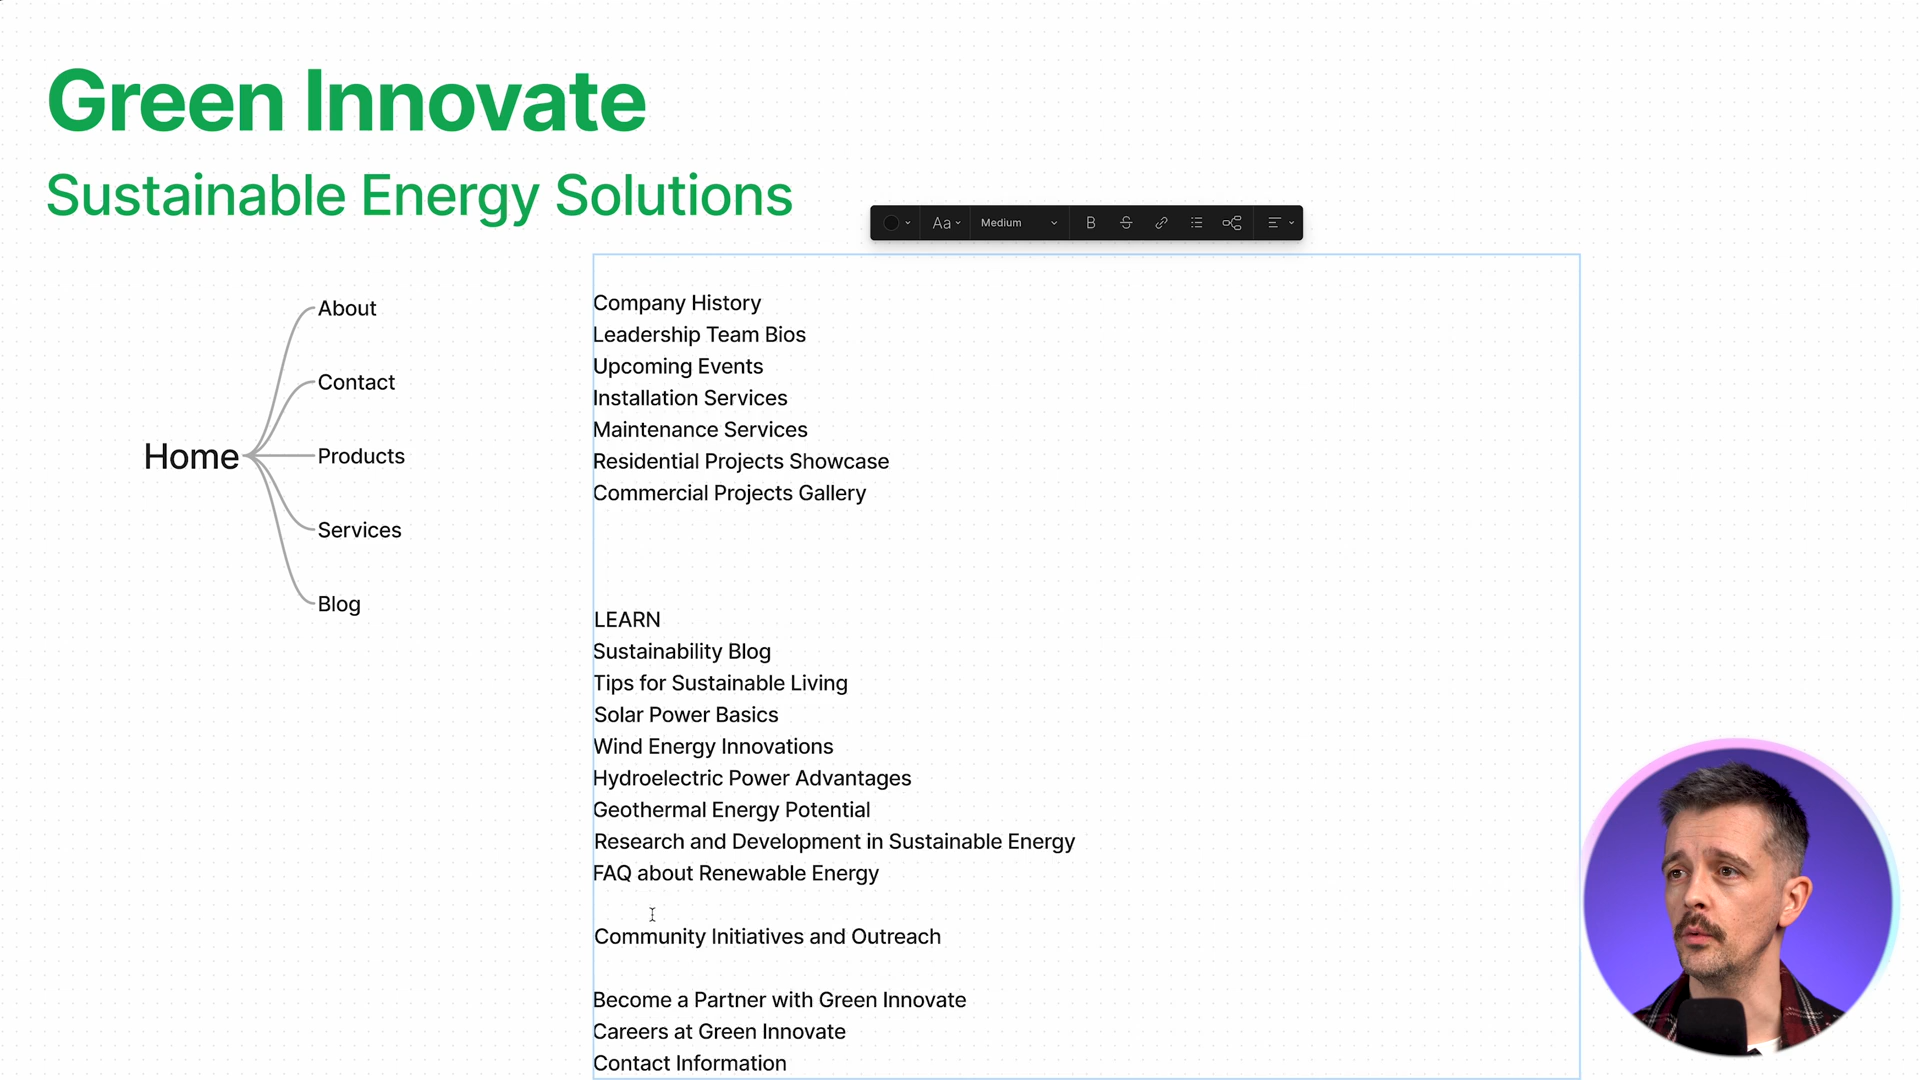 Green Innovate
Sustainable Energy Solutions
Aa
Medium
B
S
Home
About
Contact
Products
Services
Blog
Company History
Leadership Team Bios
Upcoming Events
Installation Services
Maintenance Services
Residential Projects Showcase
Commercial Projects Gallery
LEARN
Sustainability Blog
Tips for Sustainable Living
Solar Power Basics
Wind Energy Innovations
Hydroelectric Power Advantages
Geothermal Energy Potential
Research and Development in Sustainable Energy
FAQ about Renewable Energy
Community Initiatives and Outreach
Become a Partner with Green Innovate
Careers at Green Innovate
Contact Information